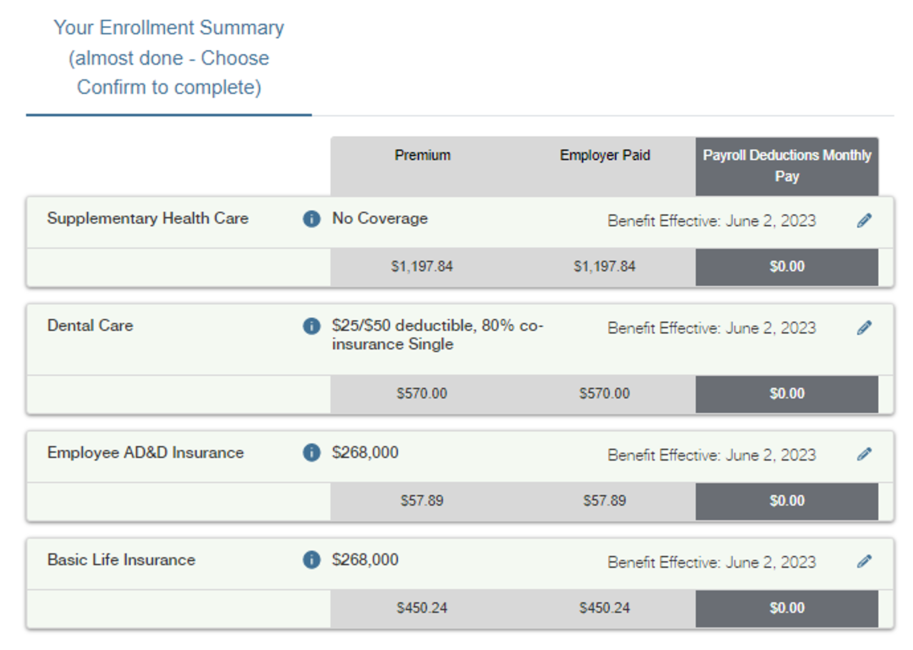 Your Enrollment Summary
(almost done - Choose
Confirm to complete)
Premium
Employer Paid
Payroll Deductions Monthly
Pay
Supplementary Health Care
No Coverage
Benefit Effective: June 2, 2023
$1,197.84
$1,197.84
$0.00
Dental Care
$25/$50 deductible, 80% co-
insurance Single
Benefit Effective: June 2, 2023
$570.00
$570.00
$0.00
Employee AD&D Insurance
$268,000
Benefit Effective: June 2, 2023
$57.89
$57.89
$0.00
Basic Life Insurance
$268,000
Benefit Effective: June 2, 2023
$450.24
$450.24
$0.00